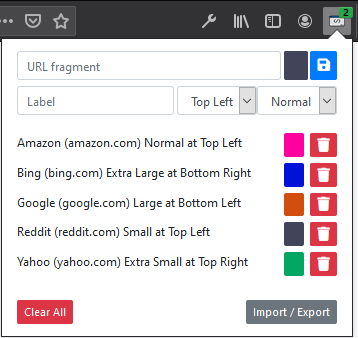 2
URL fragment
Label
Top Left
Normal
Amazon (amazon.com) Normal at Top Left
Bing (bing.com) Extra Large at Bottom Right
Google (google.com) Large at Bottom Left
Reddit (reddit.com) Small at Top Left
Yahoo (yahoo.com) Extra Small at Top Right
Clear All
Import / Export